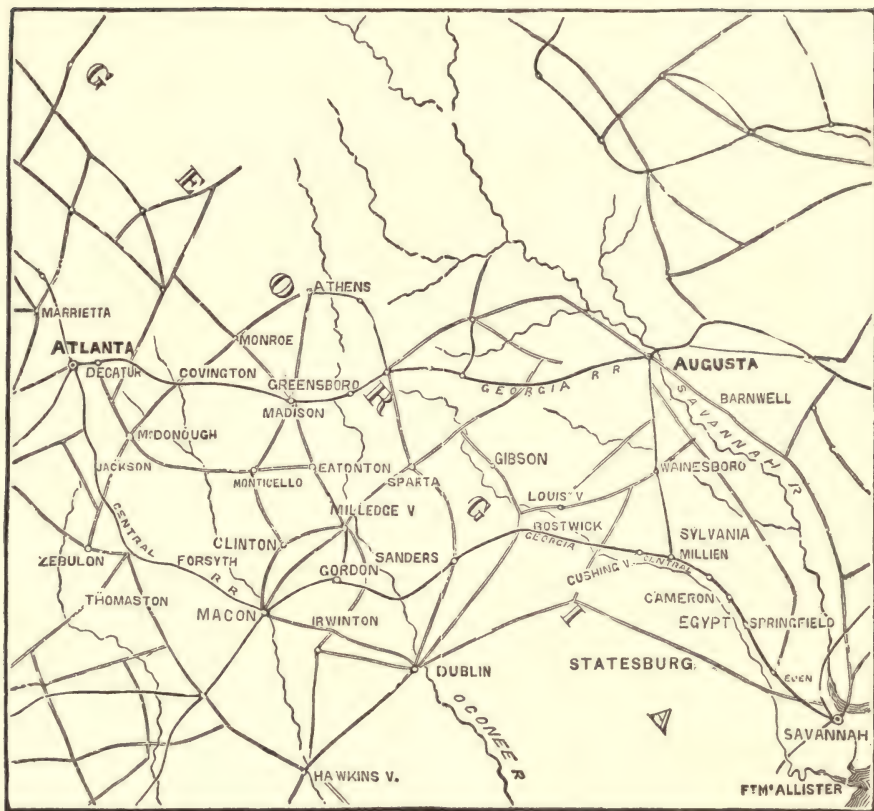 G
E
O
R
G
I
A
MARRIETTA
ATLANTA
DECATUR
ATHENS
MONROE
COVINGTON
GREENSBORO
MADISON
GEORGIA R R
AUGUSTA
SAVANNAH R
BARNWELL
McDONOUGH
JACKSON
MONTICELLO
EATONTON
SPARTA
GIBSON
WAINESBORO
LOUIS V
MILLEDGE V
ROSTWICK
CENTRAL R R
ZEBULON
FORSYTH
CLINTON
SANDERS
GORDON
GEORGIA CENTRAL
SYLVANIA
MILLIEN
CUSHING V.
THOMASTON
MACON
IRWINTON
CAMERON
EGYPT
SPRINGFIELD
DUBLIN
STATESBURG
EDEN
OCONEE R
SAVANNAH
HAWKINS V.
FT McALLISTER